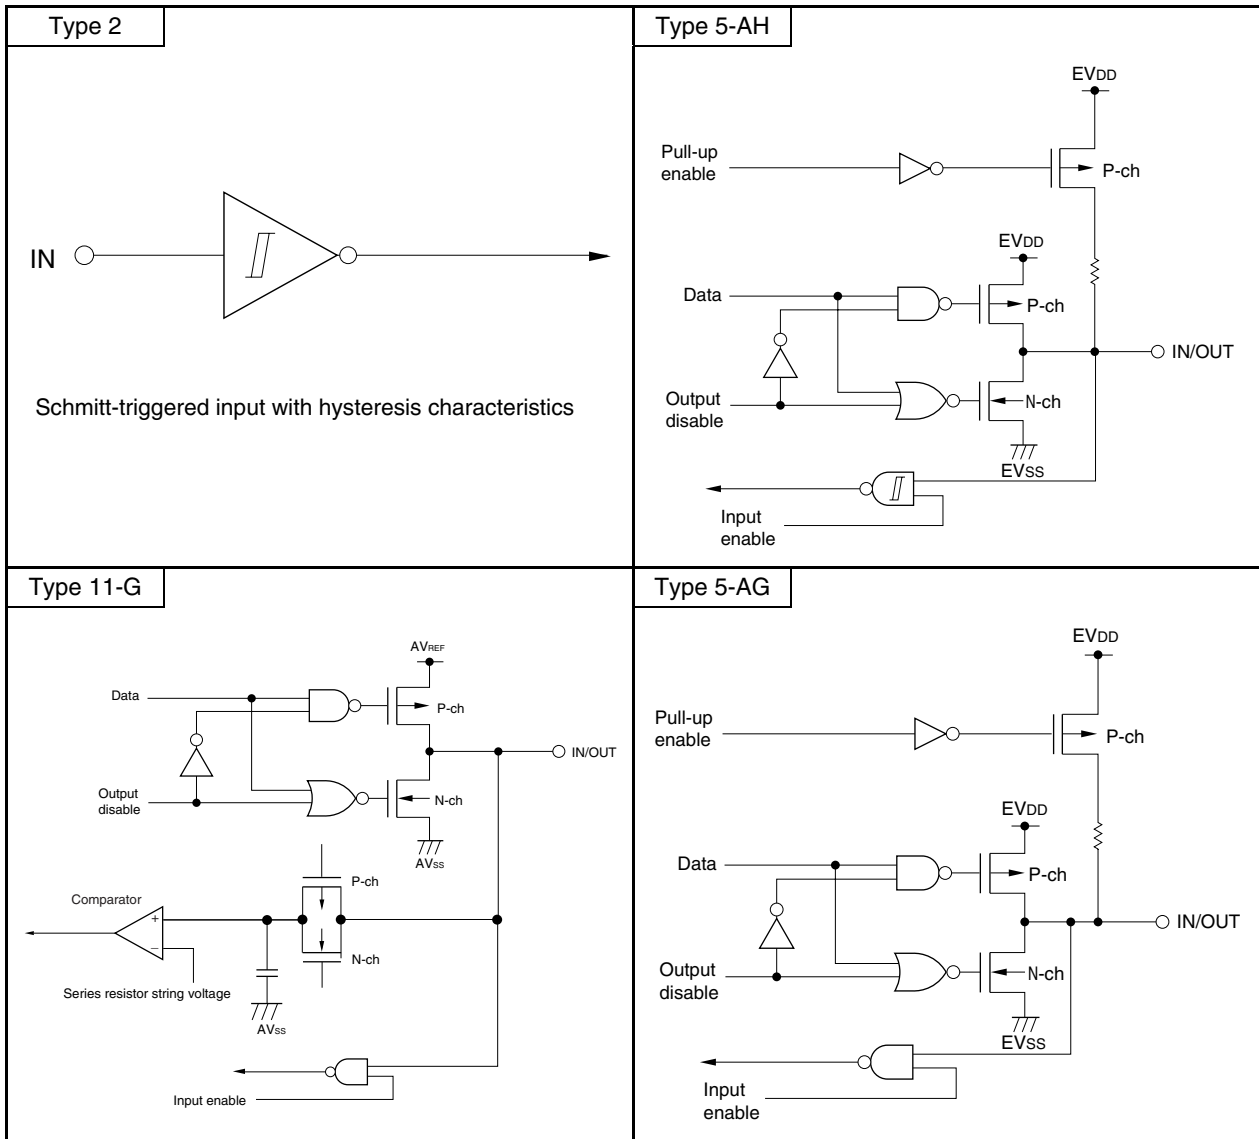 Type 2
IN
Schmitt-triggered input with hysteresis characteristics
Type 5-AH
EVDD
Pull-up
enable
P-ch
EVDD
Data
P-ch
IN/OUT
Output
disable
N-ch
EVSS
Input
enable
Type 11-G
AVREF
Data
P-ch
IN/OUT
Output
disable
N-ch
AVSS
P-ch
Comparator
+
–
N-ch
Series resistor string voltage
AVSS
Input enable
Type 5-AG
EVDD
Pull-up
enable
P-ch
EVDD
Data
P-ch
IN/OUT
Output
disable
N-ch
EVSS
Input
enable